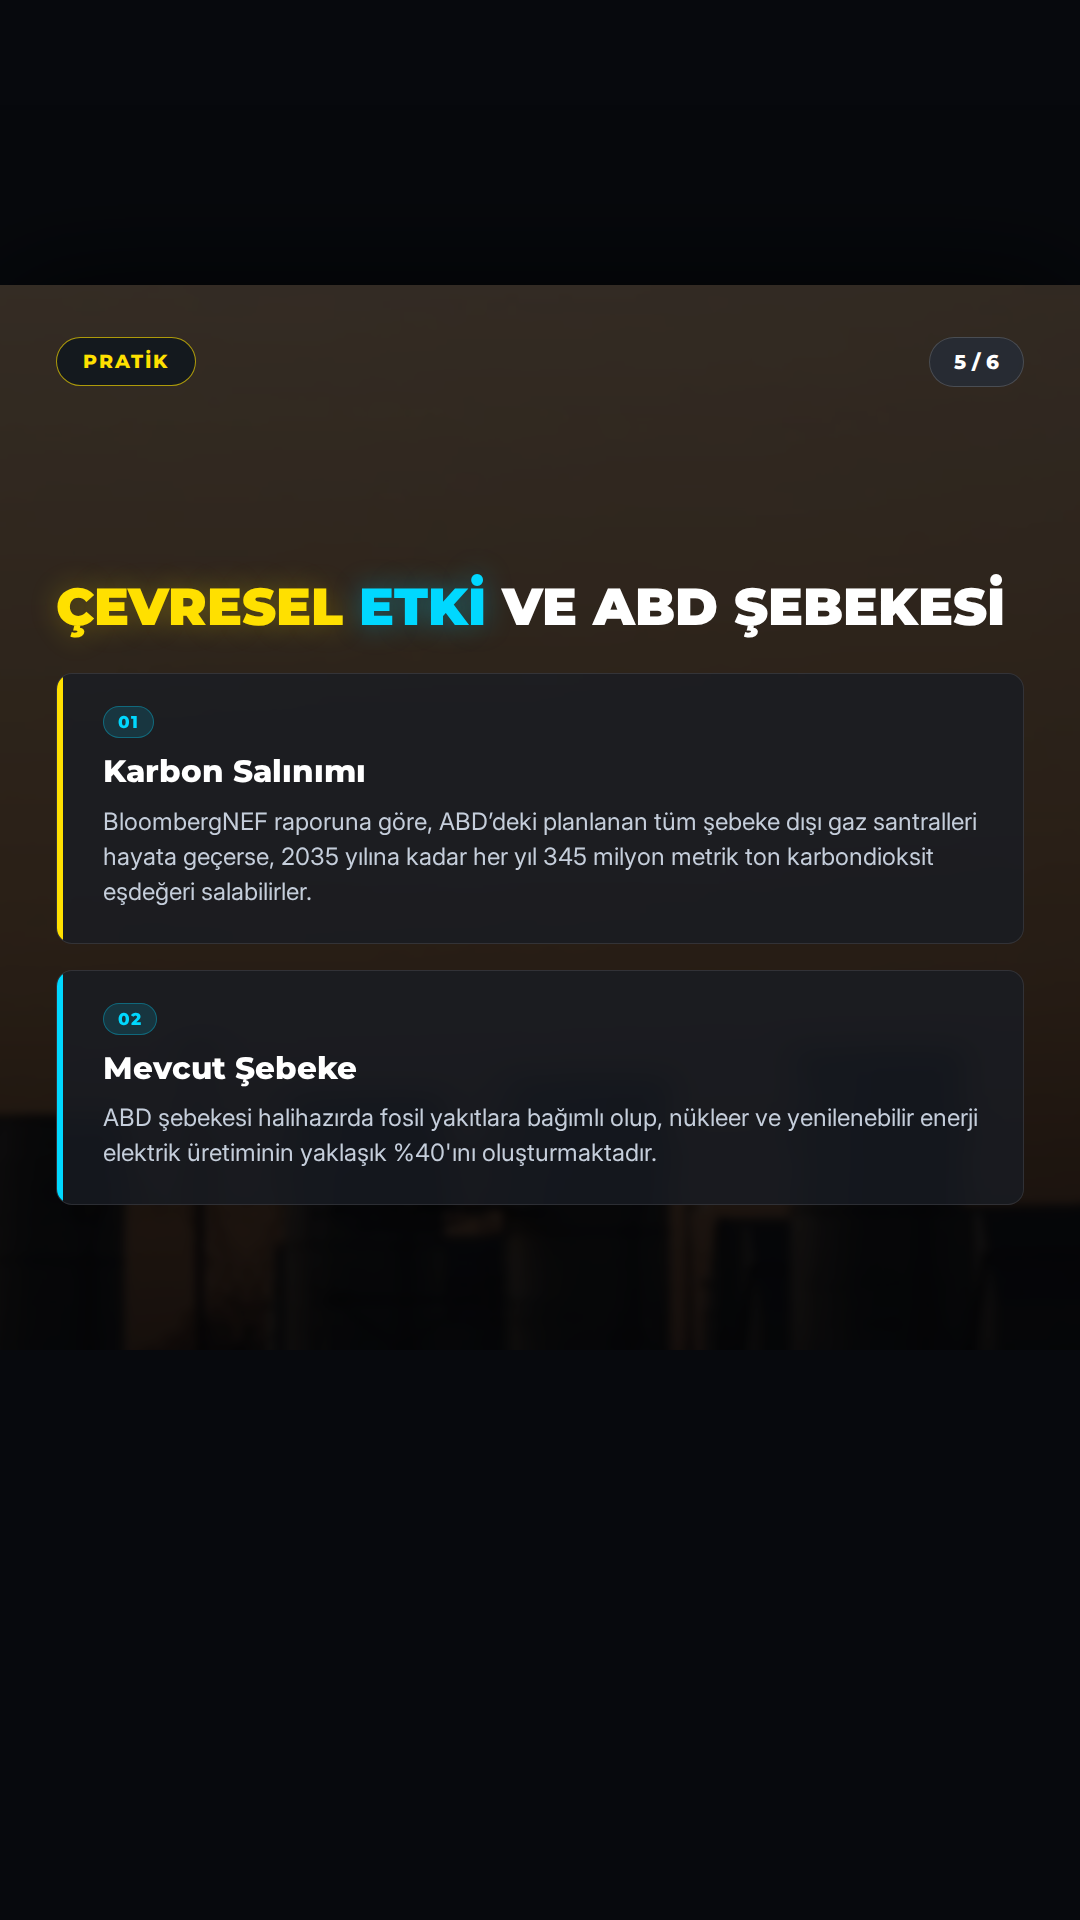 PRATİK
5 / 6
ÇEVRESEL ETKİ VE ABD ŞEBEKESİ
01
Karbon Salınımı
BloombergNEF raporuna göre, ABD’deki planlanan tüm şebeke dışı gaz santralleri
hayata geçerse, 2035 yılına kadar her yıl 345 milyon metrik ton karbondioksit
eşdeğeri salabilirler.
02
Mevcut Şebeke
ABD şebekesi halihazırda fosil yakıtlara bağımlı olup, nükleer ve yenilenebilir enerji
elektrik üretiminin yaklaşık %40'ını oluşturmaktadır.